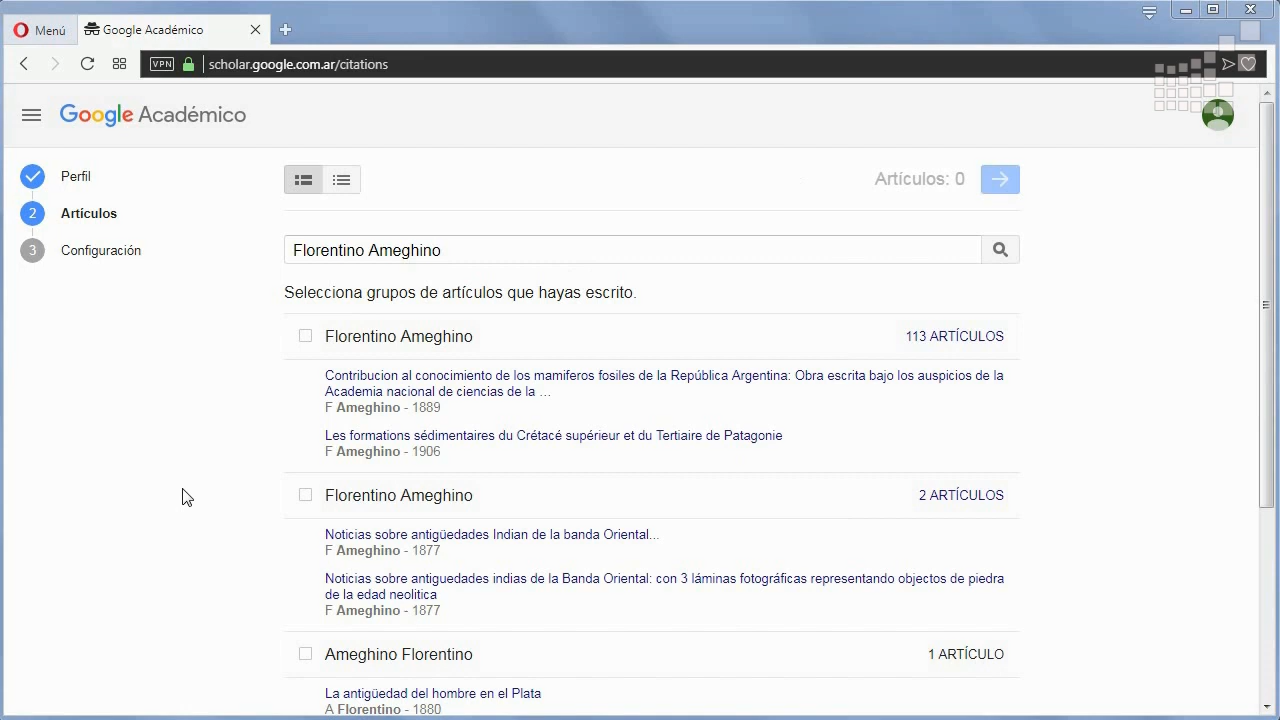 Menú
Google Académico
VPN
scholar.google.com.ar/citations
Google Académico
Perfil
2
Artículos
3
Configuración
Artículos: 0
Florentino Ameghino
Selecciona grupos de artículos que hayas escrito.
Florentino Ameghino
113 ARTÍCULOS
Contribucion al conocimiento de los mamiferos fosiles de la República Argentina: Obra escrita bajo los auspicios de la
Academia nacional de ciencias de la ...
F Ameghino - 1889
Les formations sédimentaires du Crétacé supérieur et du Tertiaire de Patagonie
F Ameghino - 1906
Florentino Ameghino
2 ARTÍCULOS
Noticias sobre antigüedades Indian de la banda Oriental...
F Ameghino - 1877
Noticias sobre antiguedades indias de la Banda Oriental: con 3 láminas fotográficas representando objectos de piedra
de la edad neolitica
F Ameghino - 1877
Ameghino Florentino
1 ARTÍCULO
La antigüedad del hombre en el Plata
A Florentino - 1880